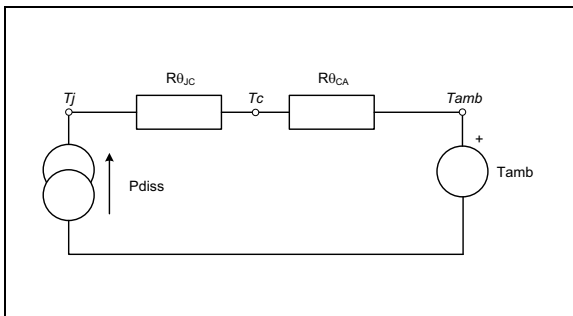 RθJC
RθCA
Tj
Tc
Tamb
+
Pdiss
Tamb